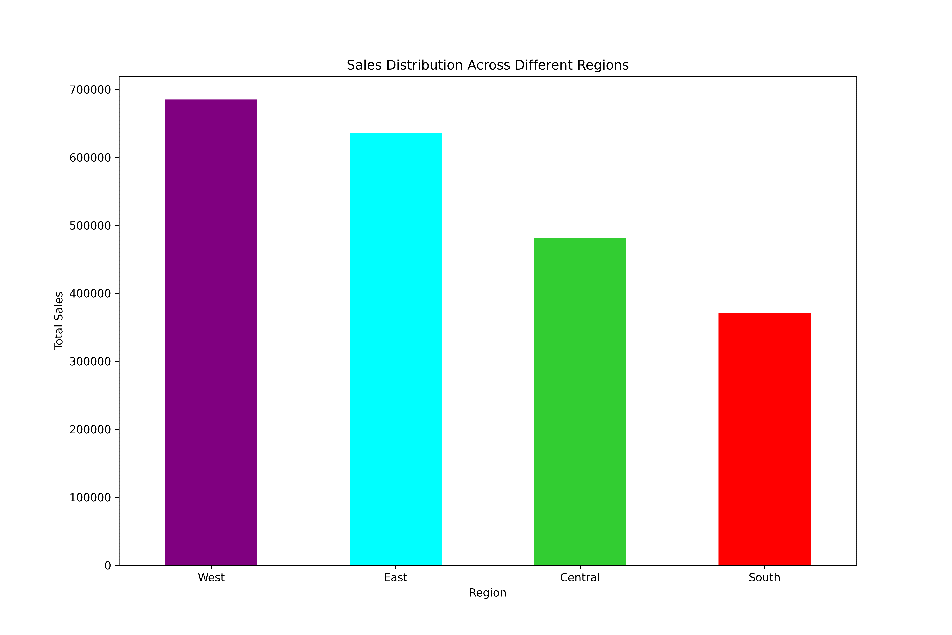 Sales Distribution Across Different Regions
Total Sales
700000
600000
500000
400000
300000
200000
100000
0
West East Central South
Region